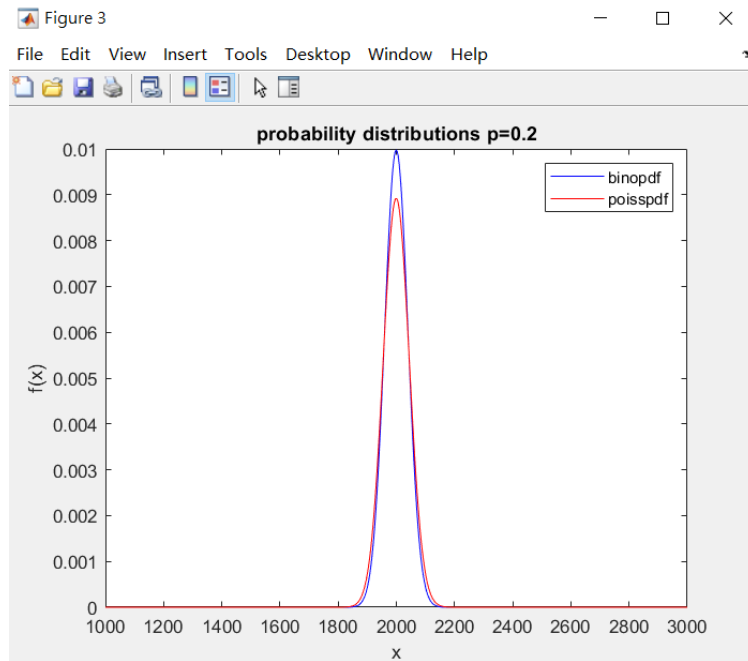 Figure 3
File Edit View Insert Tools Desktop Window Help
probability distributions p=0.2
binopdf
poisspdf
0.01
0.009
0.008
0.007
0.006
0.005
0.004
0.003
0.002
0.001
0
f(x)
1000 1200 1400 1600 1800 2000 2200 2400 2600 2800 3000
x